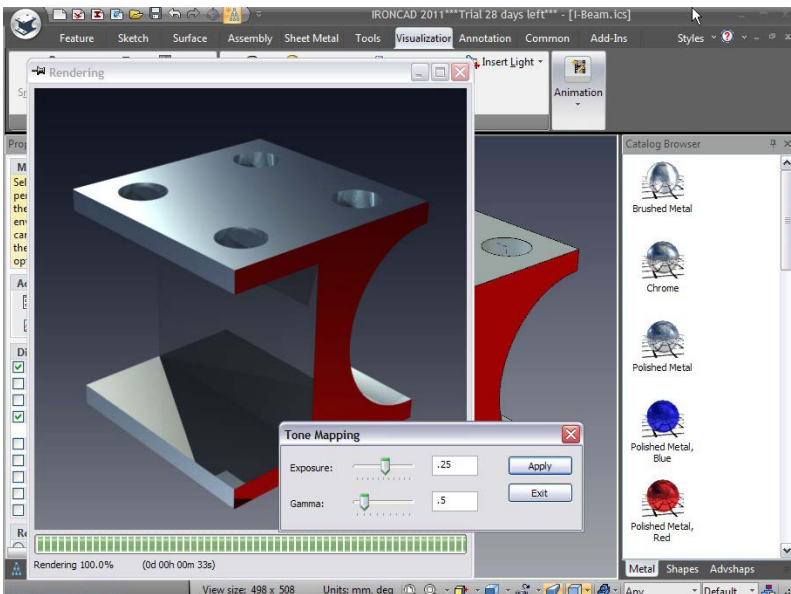 IRONCAD 2011***Trial 28 days left*** - [I-Beam.ics]
Feature Sketch Surface Assembly Sheet Metal Tools Visualization Annotation Common Add-Ins Styles
Rendering
Insert Light
Animation
Catalog Browser
Brushed Metal
Chrome
Polished Metal
Polished Metal,
Blue
Polished Metal,
Red
Metal Shapes Advshaps
Tone Mapping
Exposure: .25 Apply
Gamma: .5 Exit
Rendering 100.0% (0d 00h 00m 33s)
View size: 498 x 508 Units: mm, deg Any Default